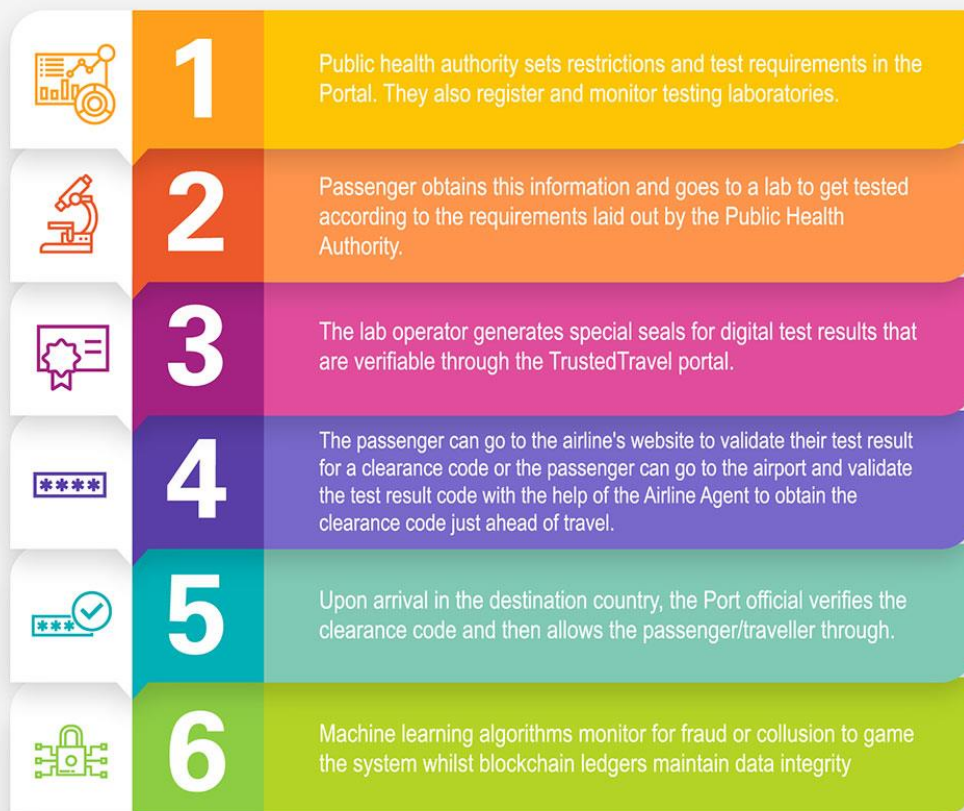 1
Public health authority sets restrictions and test requirements in the
Portal. They also register and monitor testing laboratories.
2
Passenger obtains this information and goes to a lab to get tested
according to the requirements laid out by the Public Health
Authority.
3
The lab operator generates special seals for digital test results that
are verifiable through the TrustedTravel portal.
****
4
The passenger can go to the airline's website to validate their test result
for a clearance code or the passenger can go to the airport and validate
the test result code with the help of the Airline Agent to obtain the
clearance code just ahead of travel.
***
5
Upon arrival in the destination country, the Port official verifies the
clearance code and then allows the passenger/traveller through.
6
Machine learning algorithms monitor for fraud or collusion to game
the system whilst blockchain ledgers maintain data integrity